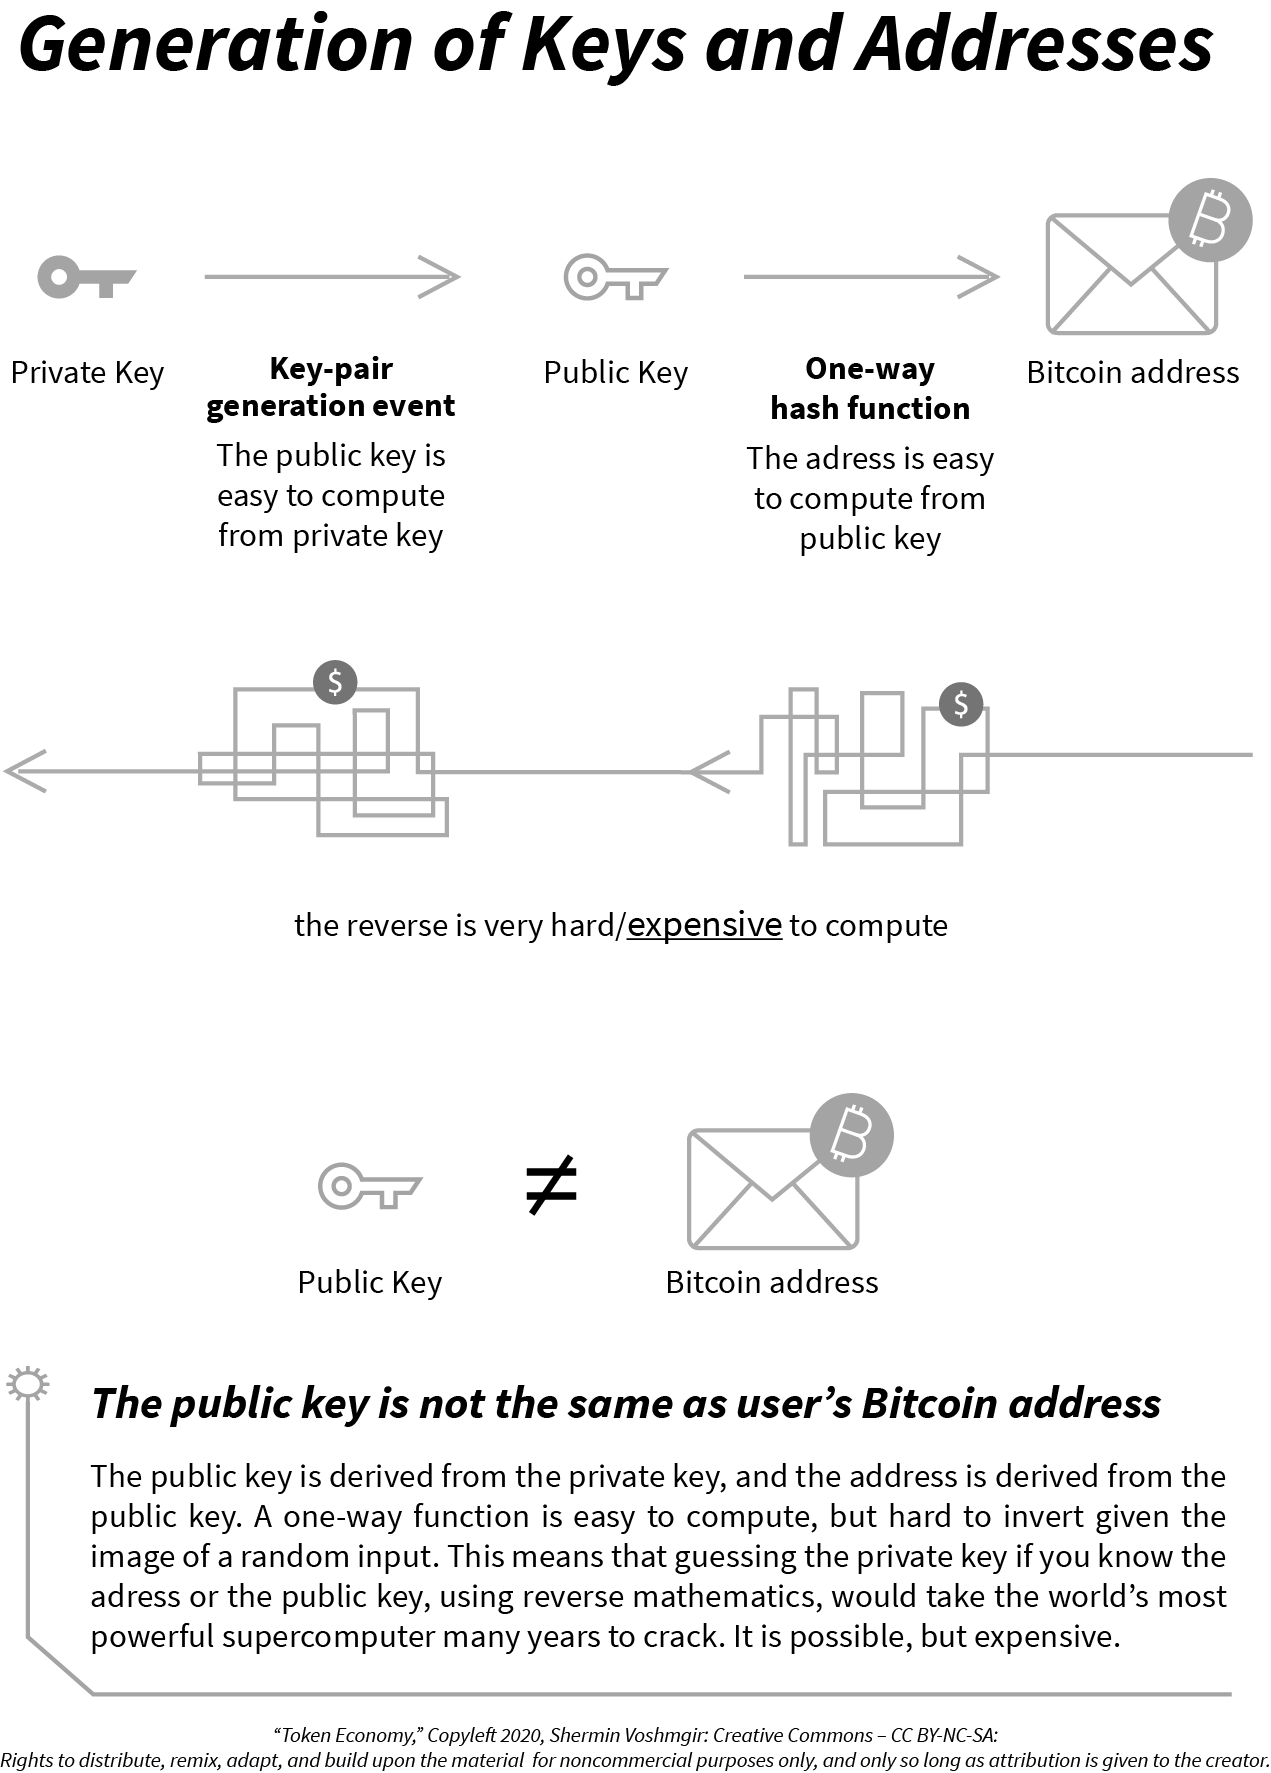 Generation of Keys and Addresses
Private Key
Key-pair
generation event
The public key is
easy to compute
from private key
Public Key
One-way
hash function
The adress is easy
to compute from
public key
Bitcoin address
$
$
the reverse is very hard/expensive to compute
≠
Public Key
Bitcoin address
The public key is not the same as user’s Bitcoin address
The public key is derived from the private key, and the address is derived from the
public key. A one-way function is easy to compute, but hard to invert given the
image of a random input. This means that guessing the private key if you know the
adress or the public key, using reverse mathematics, would take the world’s most
powerful supercomputer many years to crack. It is possible, but expensive.
“Token Economy,” Copyleft 2020, Shermin Voshmgir: Creative Commons – CC BY-NC-SA:
Rights to distribute, remix, adapt, and build upon the material for noncommercial purposes only, and only so long as attribution is given to the creator.